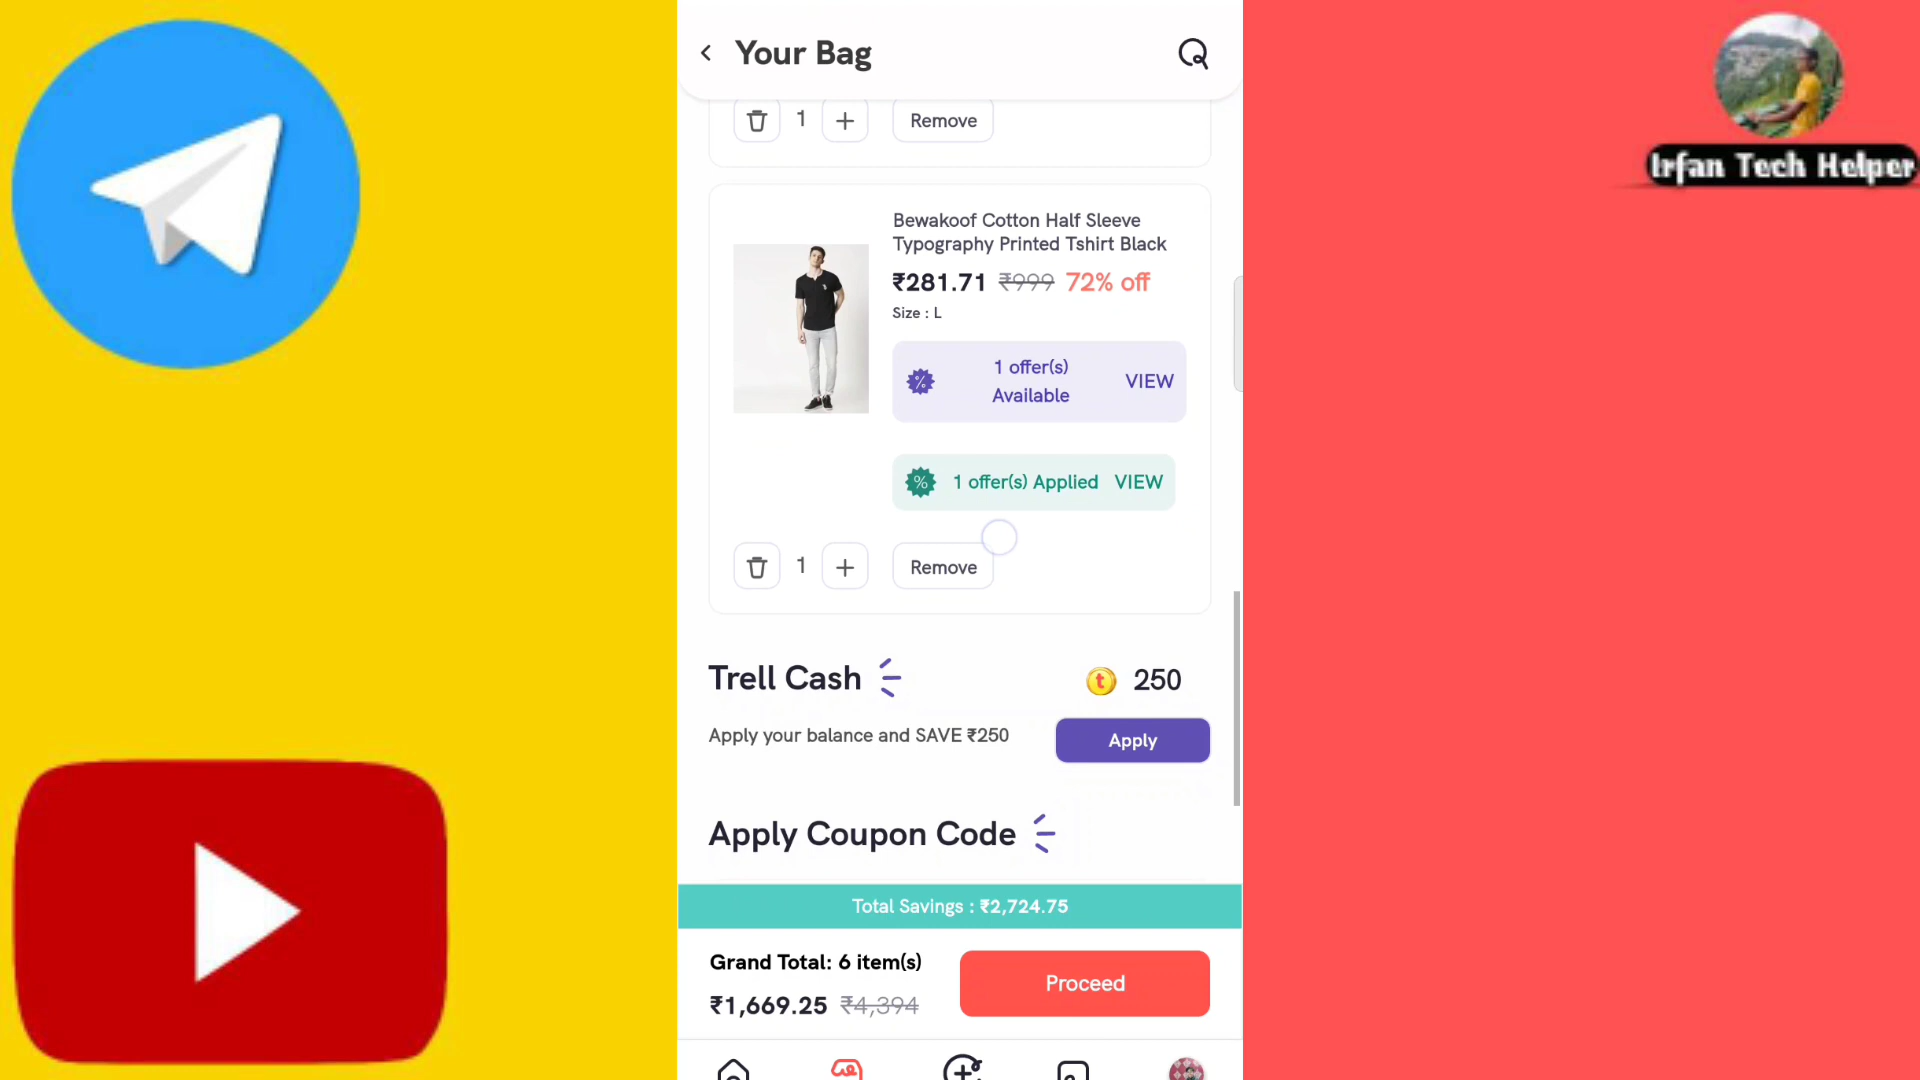 Your Bag
1 Remove
Irfan Tech Helper
Bewakoof Cotton Half Sleeve
Typography Printed Tshirt Black
₹281.71 ₹999 72% off
Size : L
1 offer(s)
Available
VIEW
% 1 offer(s) Applied VIEW
1 Remove
Trell Cash
t 250
Apply your balance and SAVE ₹250
Apply
Apply Coupon Code
Total Savings : ₹2,724.75
Grand Total: 6 item(s)
₹1,669.25 ₹4,394
Proceed